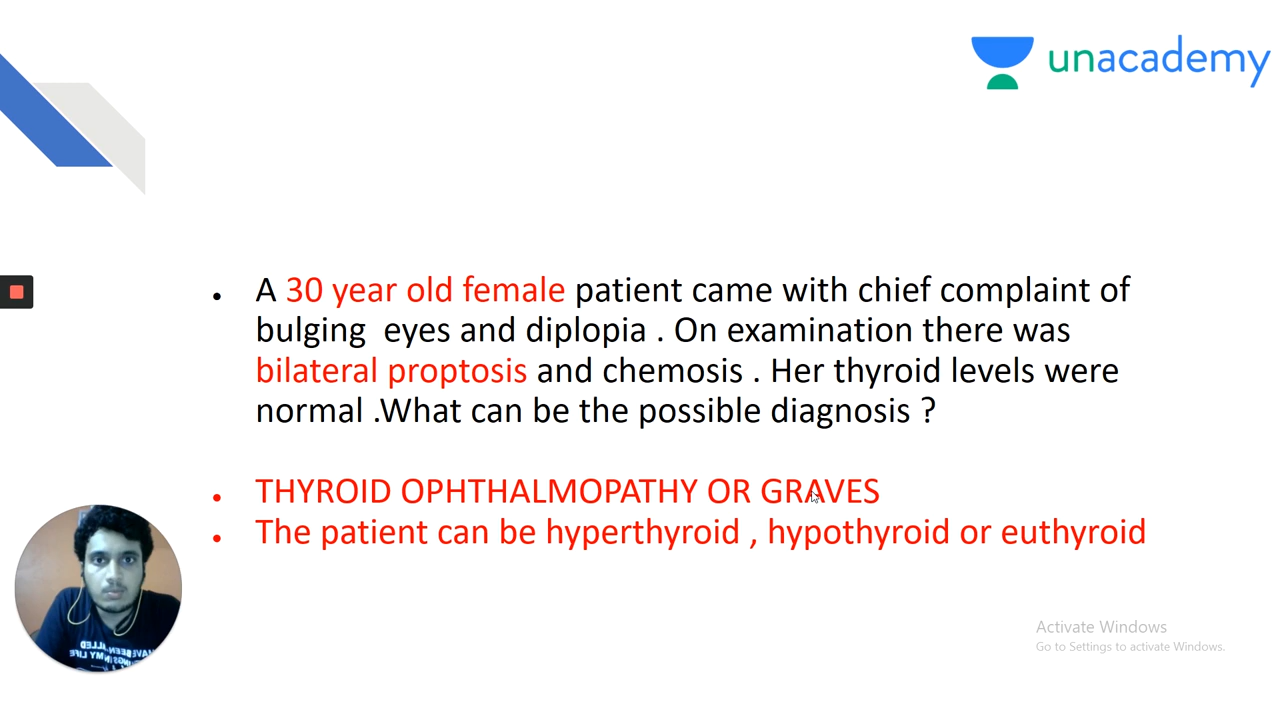 unacademy
A 30 year old female patient came with chief complaint of
bulging eyes and diplopia . On examination there was
bilateral proptosis and chemosis . Her thyroid levels were
normal .What can be the possible diagnosis ?
THYROID OPHTHALMOPATHY OR GRAVES
The patient can be hyperthyroid , hypothyroid or euthyroid
Activate Windows
Go to Settings to activate Windows.